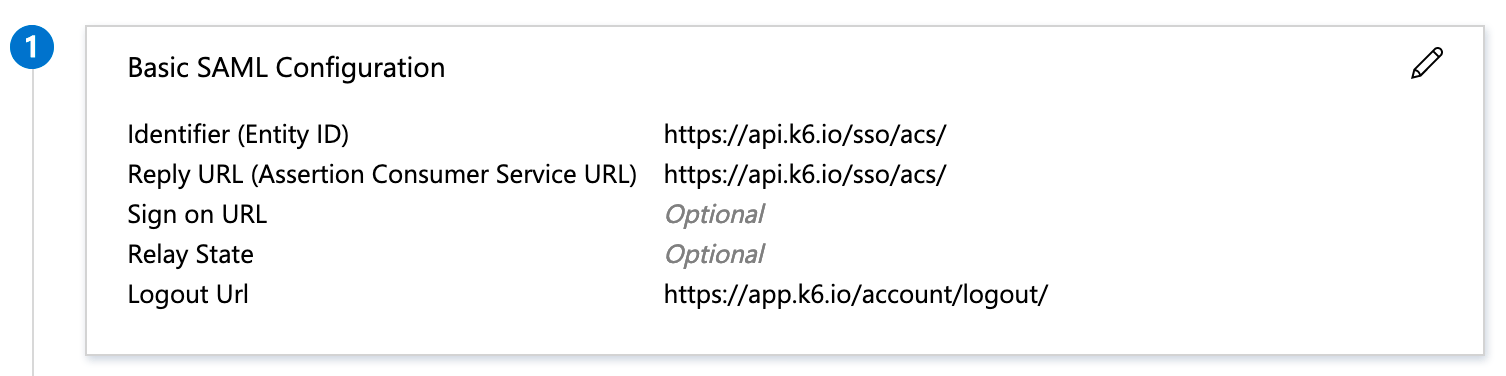 1
Basic SAML Configuration
Identifier (Entity ID) https://api.k6.io/sso/acs/
Reply URL (Assertion Consumer Service URL) https://api.k6.io/sso/acs/
Sign on URL Optional
Relay State Optional
Logout Url https://app.k6.io/account/logout/